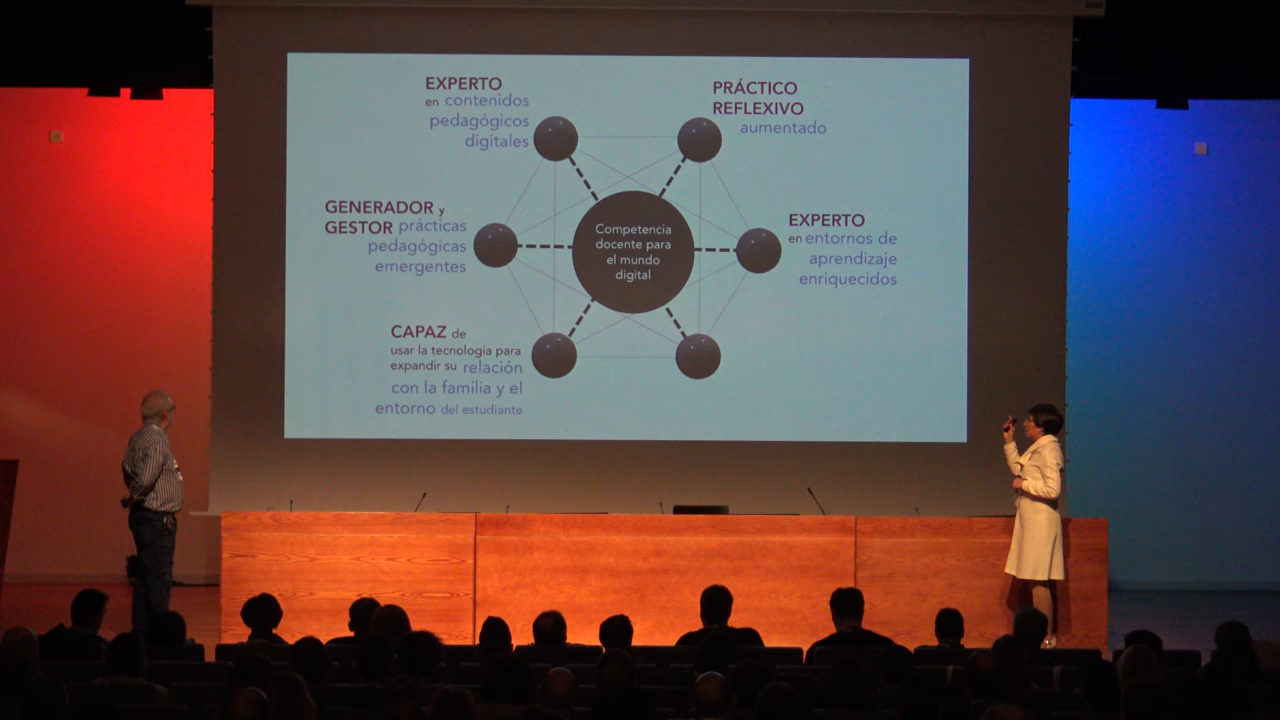 EXPERTO
en contenidos
pedagógicos
digitales
PRÁCTICO
REFLEXIVO
aumentado
GENERADOR y
GESTOR prácticas
pedagógicas
emergentes
Competencia
docente para
el mundo
digital
EXPERTO
en entornos de
aprendizaje
enriquecidos
CAPAZ de
usar la tecnología para
expandir su relación
con la familia y el
entorno del estudiante